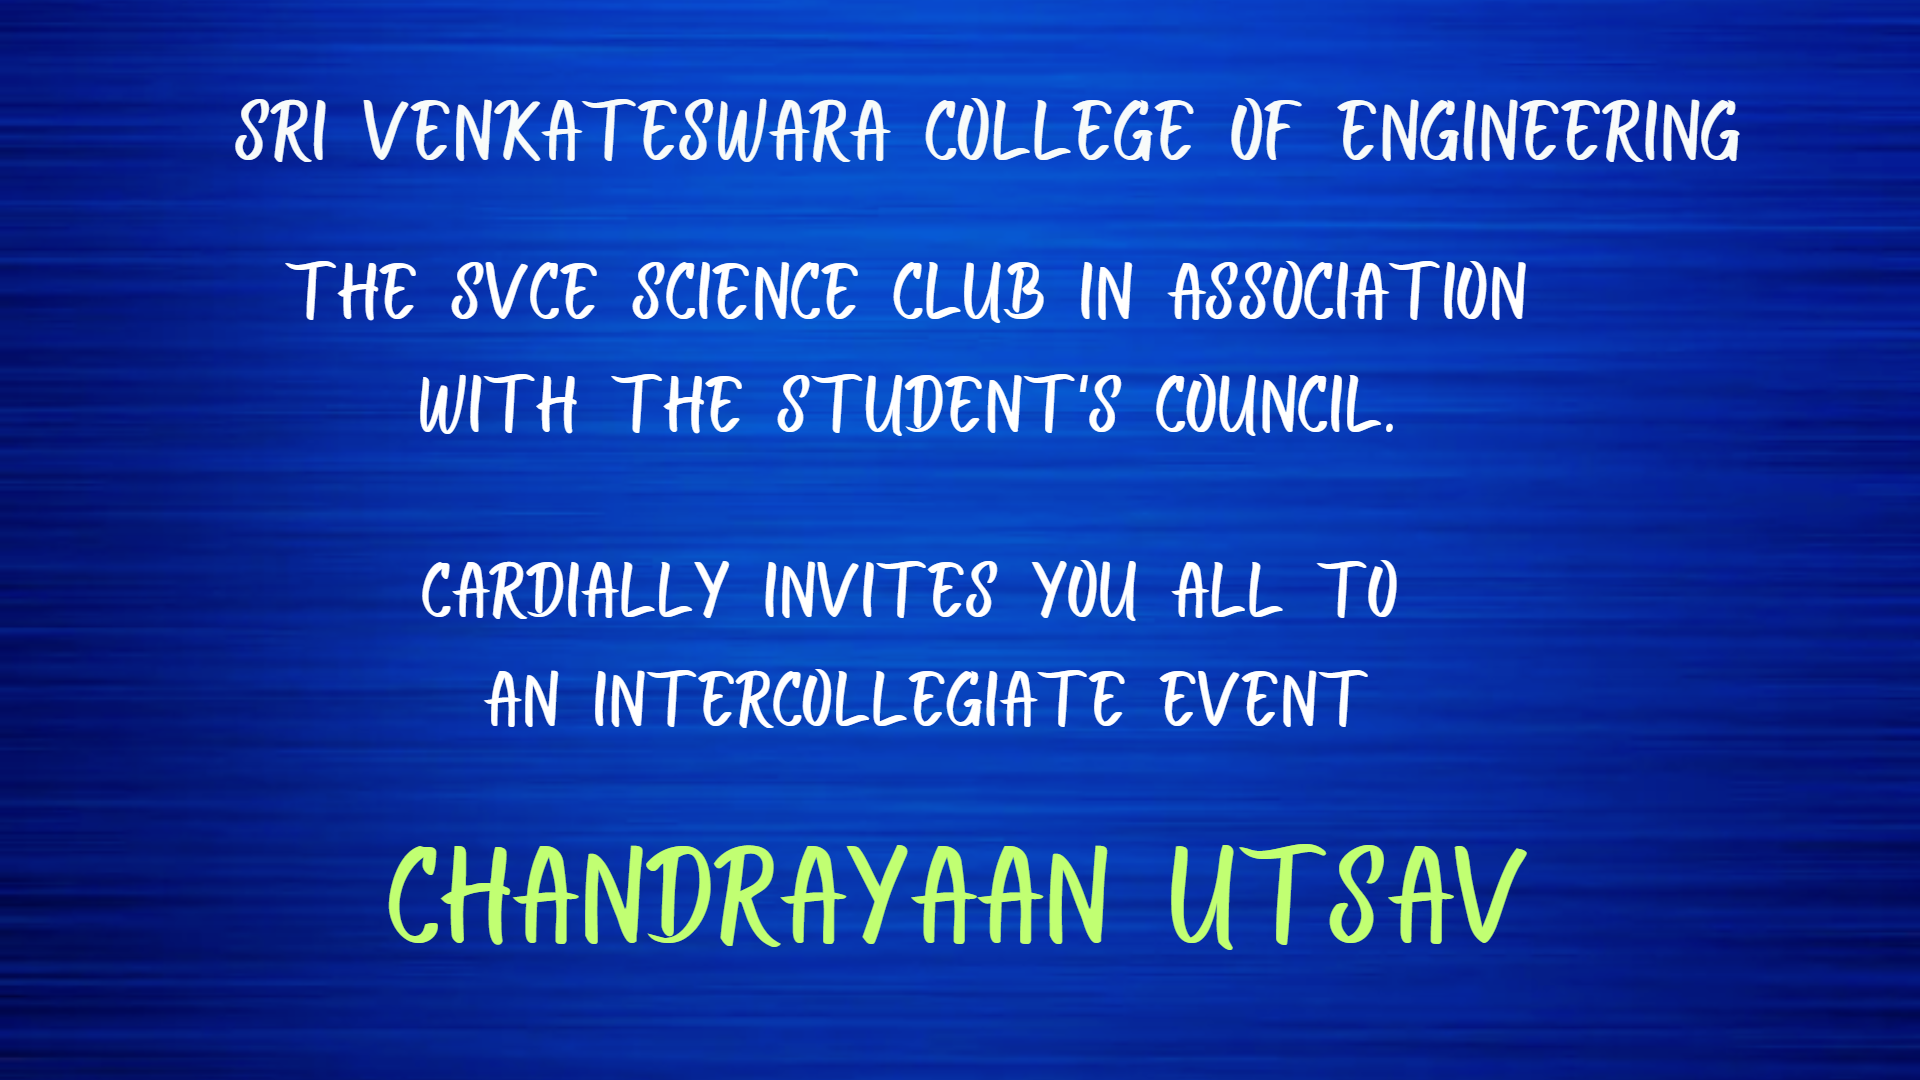 SRI VENKATESWARA COLLEGE OF ENGINEERING
THE SVCE SCIENCE CLUB IN ASSOCIATION
WITH THE STUDENT'S COUNCIL.
CARDIALLY INVITES YOU ALL TO
AN INTERCOLLEGIATE EVENT
CHANDRAYAAN UTSAV